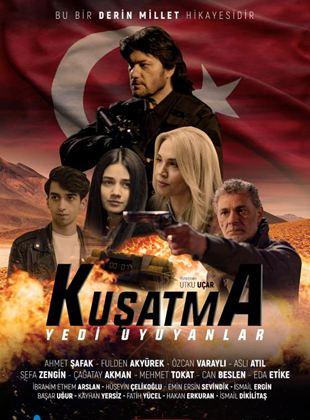 BU BİR DERİN MİLLET HİKAYESİDİR
Yönetmen
UTKU UÇAR
KUŞATMA
YEDİ UYUYANLAR
AHMET ŞAFAK - FULDEN AKYÜREK - ÖZCAN VARAYLI - ASLI ATIL
SEFA ZENGİN - ÇAĞATAY AKMAN - MEHMET TOKAT - CAN BESLEN - EDA ETİKE
İBRAHİM ETHEM ARSLAN - HÜSEYİN ÇELİKOĞLU - EMİN ERSİN SEVİNDİK - İSMAİL ERGİN
BAŞAR UĞUR - KAYHAN YERSİZ - FATİH YÜCEL - HAKAN ERKURAN - İSMAİL DİKİLİTAŞ